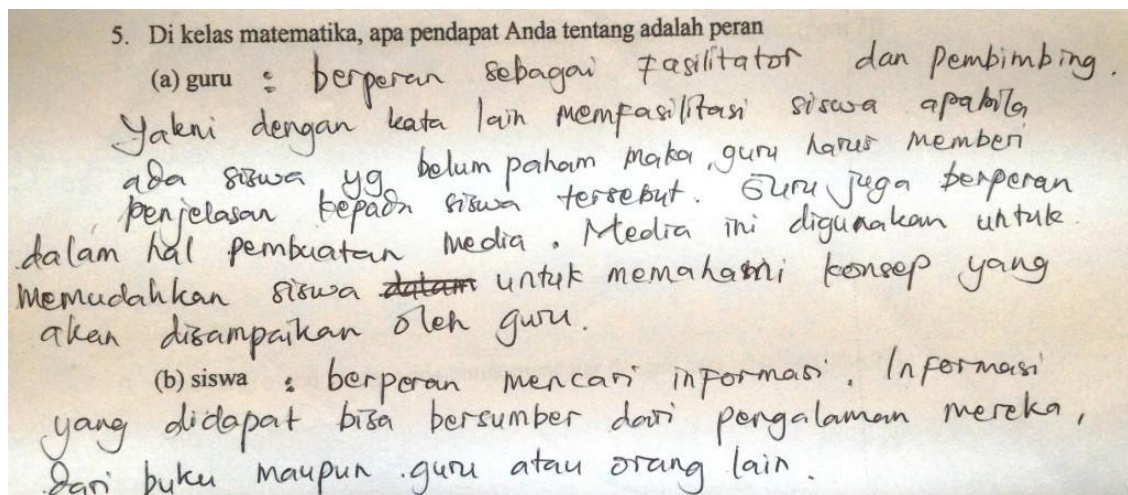 5. Di kelas matematika, apa pendapat Anda tentang adalah peran
(a) guru : berperan sebagai Fasilitator dan Pembimbing.
Yakni dengan kata lain memfasilitasi siswa apabila
ada siswa yg belum paham maka guru harus memberi
penjelasan kepada siswa tersebut. Guru juga berperan
dalam hal pembuatan media. Media ini digunakan untuk
memudahkan siswa dalam untuk memahami konsep yang
akan disampaikan oleh guru.
(b) siswa : berperan mencari informasi. Informasi
yang didapat bisa bersumber dari pengalaman mereka,
dari buku maupun guru atau orang lain.